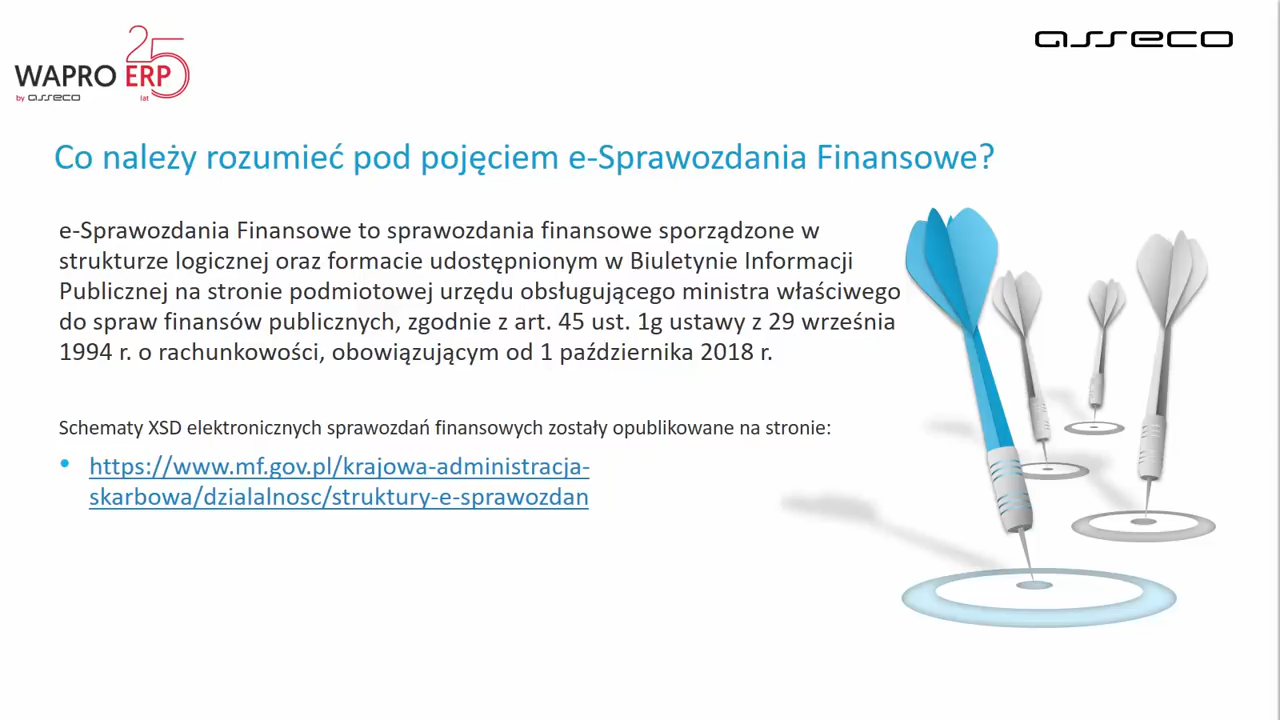 25
WAPRO ERP
by asseco
lat
asseco
Co należy rozumieć pod pojęciem e-Sprawozdania Finansowe?
e-Sprawozdania Finansowe to sprawozdania finansowe sporządzone w
strukturze logicznej oraz formacie udostępnionym w Biuletynie Informacji
Publicznej na stronie podmiotowej urzędu obsługującego ministra właściwego
do spraw finansów publicznych, zgodnie z art. 45 ust. 1g ustawy z 29 września
1994 r. o rachunkowości, obowiązującym od 1 października 2018 r.
Schematy XSD elektronicznych sprawozdań finansowych zostały opublikowane na stronie:
• https://www.mf.gov.pl/krajowa-administracja-
skarbowa/dzialalnosc/struktury-e-sprawozdan